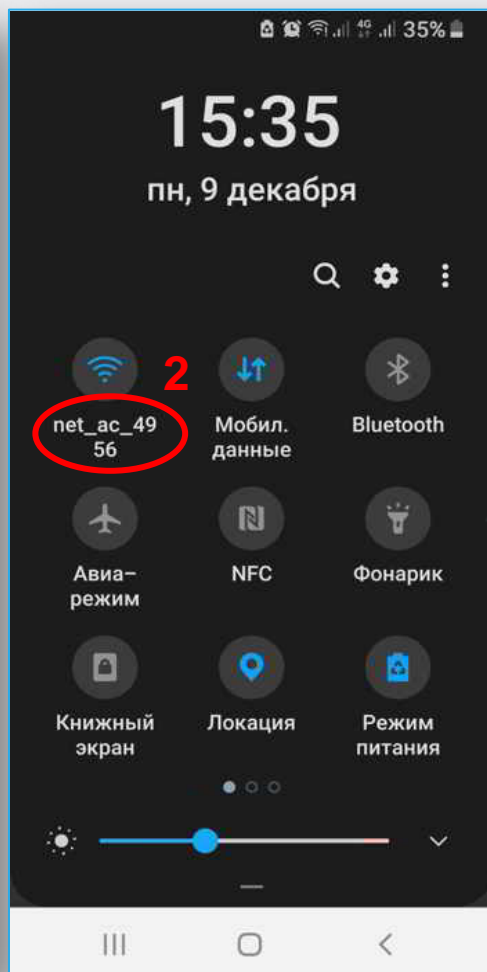 4G 35%
15:35
пн, 9 декабря
2
net_ac_49
56
Мобил.
данные
Bluetooth
Авиа–
режим
NFC
Фонарик
Книжный
экран
Локация
Режим
питания